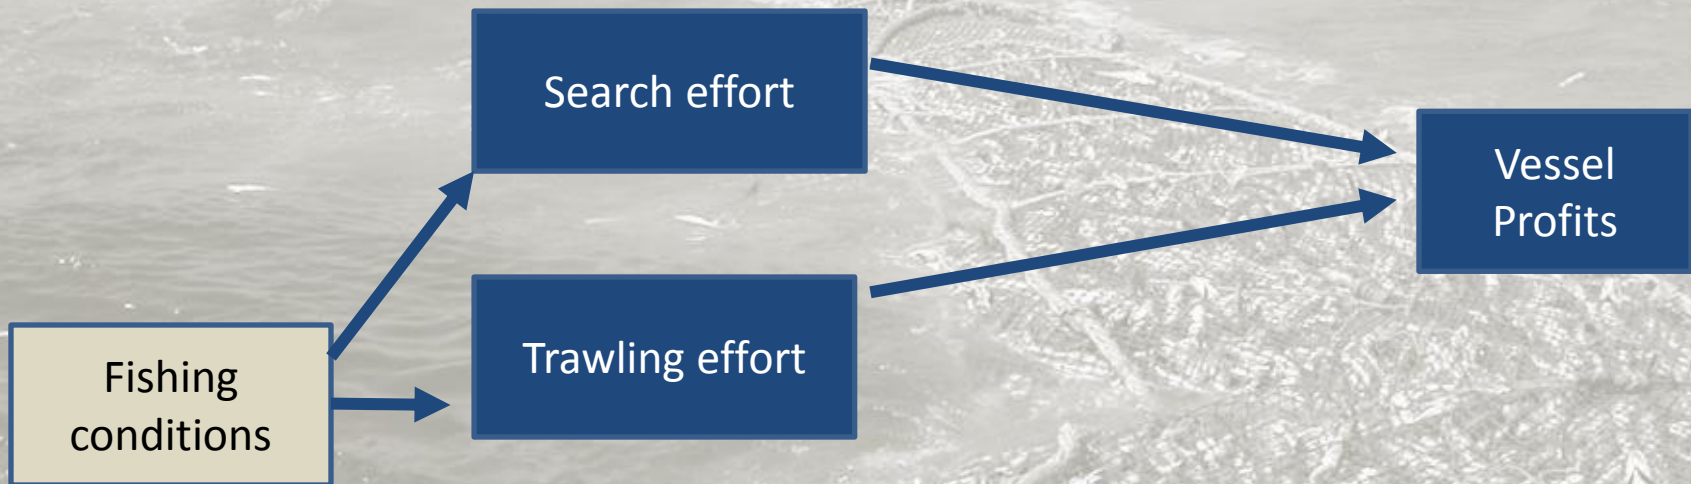 Search effort
Vessel
Profits
Trawling effort
Fishing
conditions